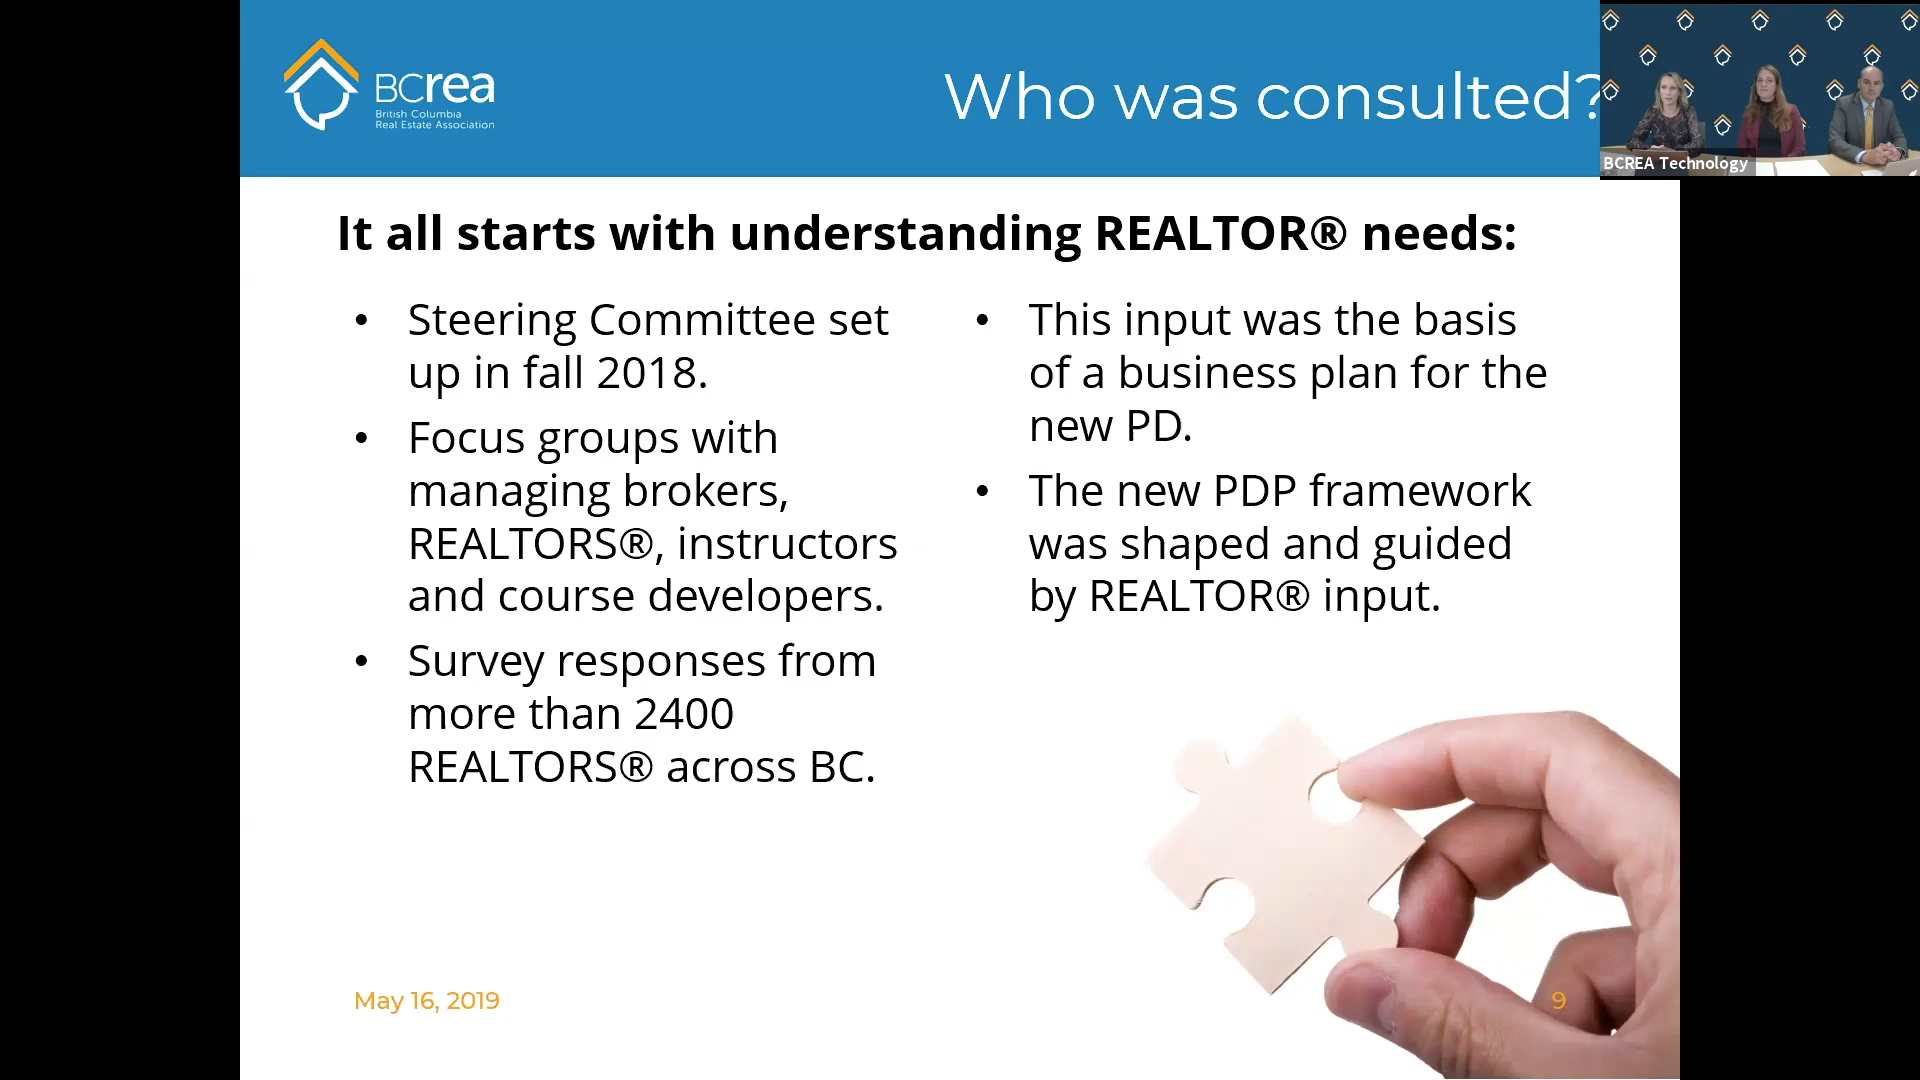 BCrea
British Columbia
Real Estate Association
Who was consulted?
BCREA Technology
It all starts with understanding REALTOR® needs:
• Steering Committee set
up in fall 2018.
• Focus groups with
managing brokers,
REALTORS®, instructors
and course developers.
• Survey responses from
more than 2400
REALTORS® across BC.
• This input was the basis
of a business plan for the
new PD.
• The new PDP framework
was shaped and guided
by REALTOR® input.
May 16, 2019
9